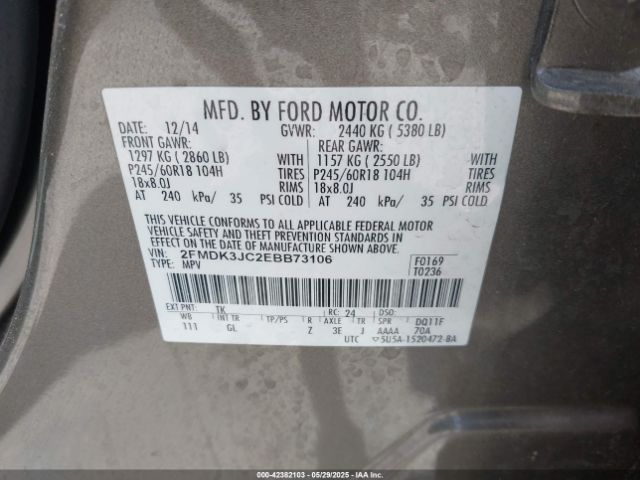 MFD. BY FORD MOTOR CO.
DATE: 12/14 GVWR: 2440 KG ( 5380 LB)
FRONT GAWR: REAR GAWR:
1297 KG ( 2860 LB) WITH 1157 KG ( 2550 LB) WITH
P245/60R18 104H TIRES P245/60R18 104H TIRES
18x8.0J RIMS 18x8.0J RIMS
AT 240 kPa/ 35 PSI COLD AT 240 kPa/ 35 PSI COLD
THIS VEHICLE CONFORMS TO ALL APPLICABLE FEDERAL MOTOR
VEHICLE SAFETY AND THEFT PREVENTION STANDARDS IN
EFFECT ON THE DATE OF MANUFACTURE SHOWN ABOVE.
VIN: 2FMDK3JC2EBB73106 F0169
TYPE: MPV T0236
EXT PNT: TK RC: 24 DSO:
WB INT TR TP/PS R AXLE TR SPR DQ11F
111 GL Z 3E J AAAA 70A
UTC 5U5A-1520472-BA
00-42382103 - 05/29/2025 - IAAI.COM